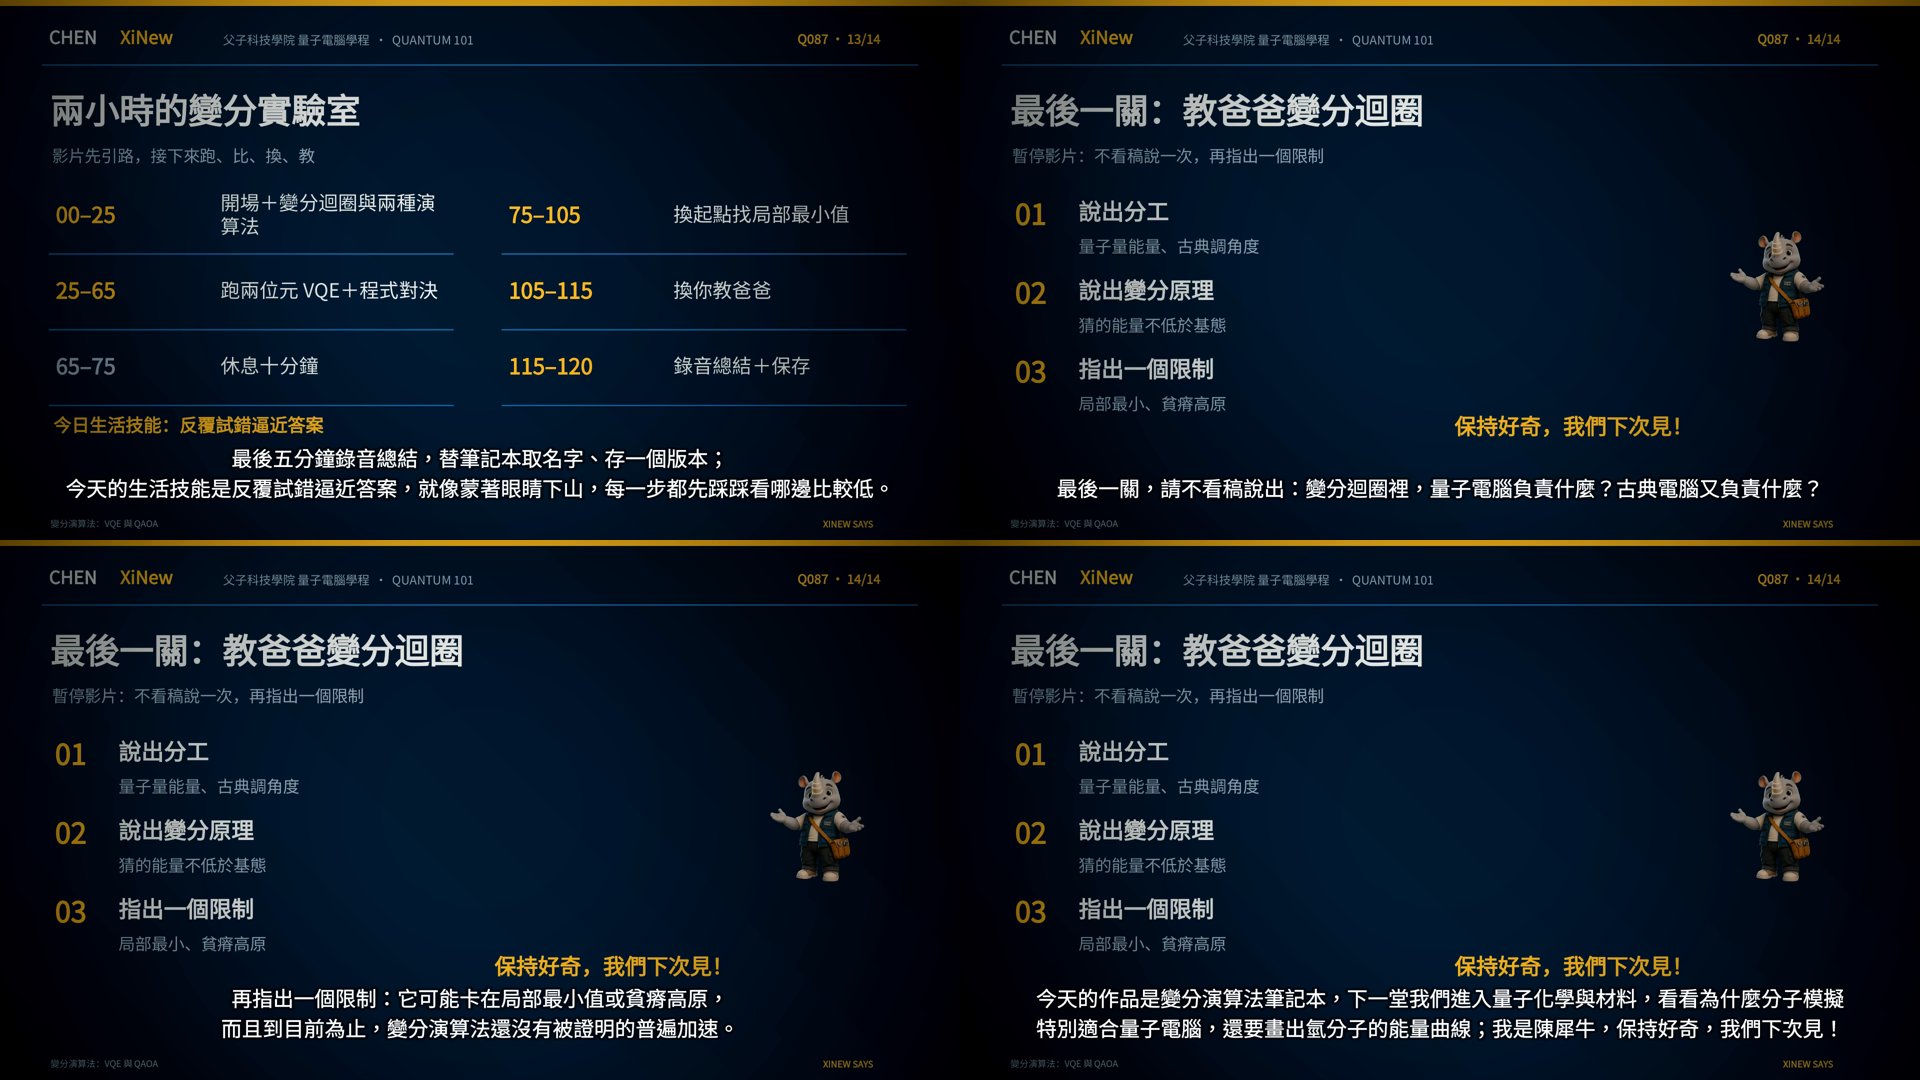 CHEN XiNew 父子科技學院 量子電腦學程 · QUANTUM 101 Q087 · 13/14
兩小時的變分實驗室
影片先引路，接下來跑、比、換、教
00–25 開場＋變分迴圈與兩種演
算法
75–105 換起點找局部最小值
25–65 跑兩位元 VQE＋程式對決
105–115 換你教爸爸
65–75 休息十分鐘
115–120 錄音總結＋保存
今日生活技能：反覆試錯逼近答案
最後五分鐘錄音總結，替筆記本取名字、存一個版本；
今天的生活技能是反覆試錯逼近答案，就像蒙著眼睛下山，每一步都先踩踩看哪邊比較低。
變分演算法：VQE 與 QAOA XINEW SAYS
CHEN XiNew 父子科技學院 量子電腦學程 · QUANTUM 101 Q087 · 14/14
最後一關：教爸爸變分迴圈
暫停影片：不看稿說一次，再指出一個限制
01 說出分工
量子量能量、古典調角度
02 說出變分原理
猜的能量不低於基態
03 指出一個限制
局部最小、貧瘠高原
保持好奇，我們下次見！
最後一關，請不看稿說出：變分迴圈裡，量子電腦負責什麼？古典電腦又負責什麼？
變分演算法：VQE 與 QAOA XINEW SAYS
CHEN XiNew 父子科技學院 量子電腦學程 · QUANTUM 101 Q087 · 14/14
最後一關：教爸爸變分迴圈
暫停影片：不看稿說一次，再指出一個限制
01 說出分工
量子量能量、古典調角度
02 說出變分原理
猜的能量不低於基態
03 指出一個限制
局部最小、貧瘠高原
保持好奇，我們下次見！
再指出一個限制：它可能卡在局部最小值或貧瘠高原，
而且到目前為止，變分演算法還沒有被證明的普遍加速。
變分演算法：VQE 與 QAOA XINEW SAYS
CHEN XiNew 父子科技學院 量子電腦學程 · QUANTUM 101 Q087 · 14/14
最後一關：教爸爸變分迴圈
暫停影片：不看稿說一次，再指出一個限制
01 說出分工
量子量能量、古典調角度
02 說出變分原理
猜的能量不低於基態
03 指出一個限制
局部最小、貧瘠高原
保持好奇，我們下次見！
今天的作品是變分演算法筆記本，下一堂我們進入量子化學與材料，看看為什麼分子模擬
特別適合量子電腦，還要畫出氫分子的能量曲線；我是陳犀牛，保持好奇，我們下次見！
變分演算法：VQE 與 QAOA XINEW SAYS